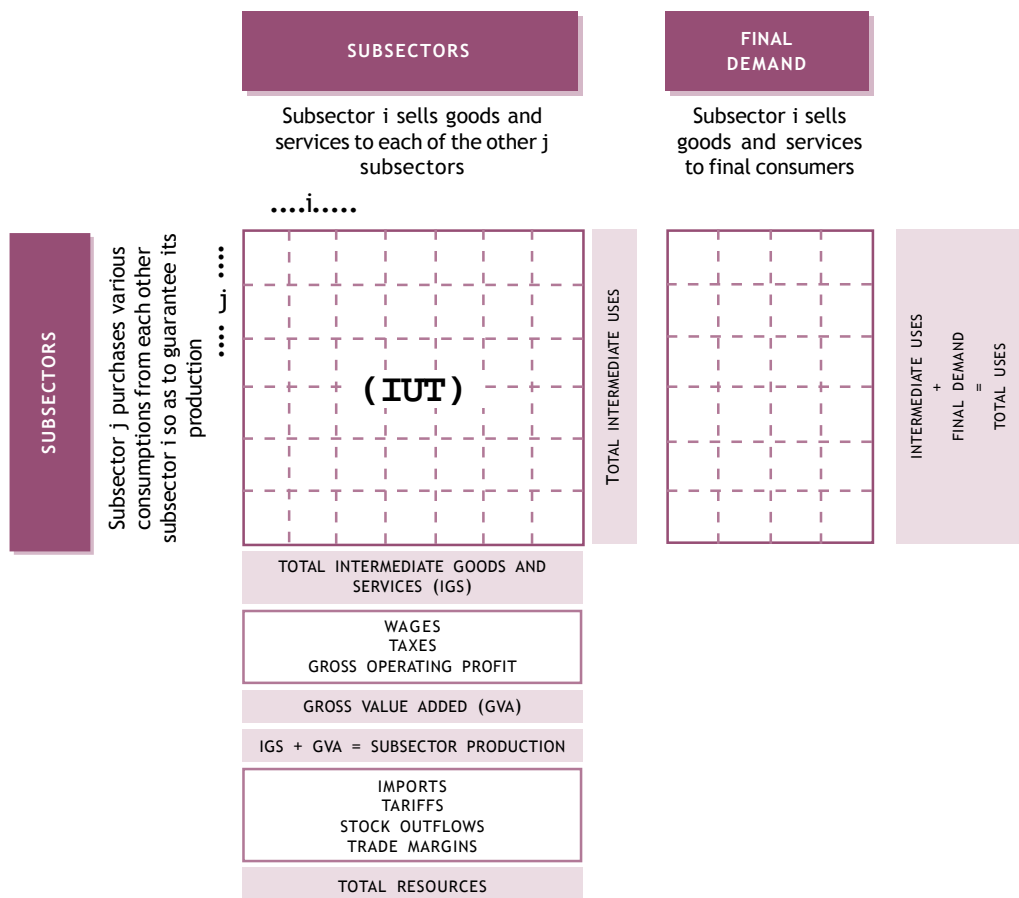 SUBSECTORS
FINAL
DEMAND
Subsector i sells goods and
services to each of the other j
subsectors
Subsector i sells
goods and services
to final consumers
....i.....
SUBSECTORS
Subsector j purchases various
consumptions from each other
subsector i so as to guarantee its
production
.... j ....
(IUT)
TOTAL INTERMEDIATE USES
INTERMEDIATE USES
+
FINAL DEMAND
=
TOTAL USES
TOTAL INTERMEDIATE GOODS AND
SERVICES (IGS)
WAGES
TAXES
GROSS OPERATING PROFIT
GROSS VALUE ADDED (GVA)
IGS + GVA = SUBSECTOR PRODUCTION
IMPORTS
TARIFFS
STOCK OUTFLOWS
TRADE MARGINS
TOTAL RESOURCES